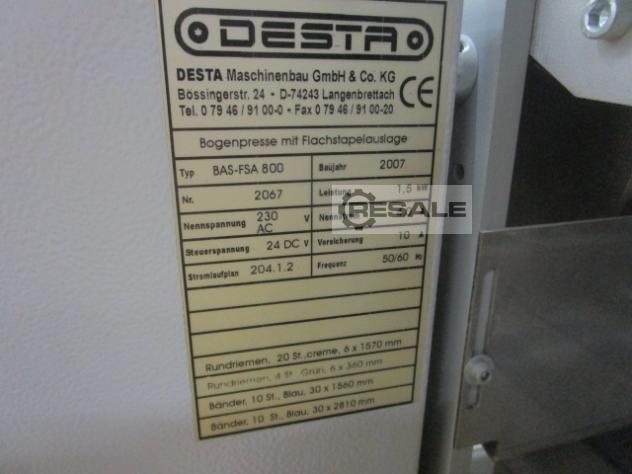 DESTA
DESTA Maschinenbau GmbH & Co. KG
Bössingerstr. 24 • D-74243 Langenbrettach
Tel. 0 79 46 / 91 00-0 • Fax 0 79 46 / 91 00-20
CE
Bogenpresse mit Flachstapelauslage
Typ BAS-FSA 800 Baujahr 2007
Nr. 2067 Leistung 1,5 kW
Nennspannung 230 AC V
Steuerspannung 24 DC V Versicherung 10 A
Stromlaufplan 204.1.2 Frequenz 50/60 Hz
RESALE
Rundriemen, 20 St.,creme, 6 x 1570 mm
Rundriemen, 4 St. Grün, 6 x 360 mm
Bänder, 10 St., Blau, 30 x 1560 mm
Bänder, 10 St., Blau, 30 x 2810 mm